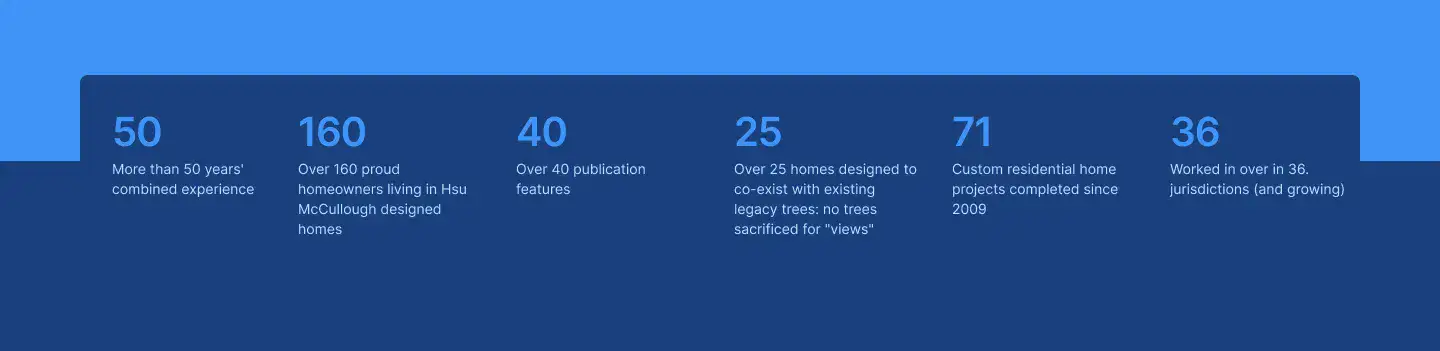 50
More than 50 years'
combined experience
160
Over 160 proud
homeowners living in Hsu
McCullough designed
homes
40
Over 40 publication
features
25
Over 25 homes designed to
co-exist with existing
legacy trees: no trees
sacrificed for "views"
71
Custom residential home
projects completed since
2009
36
Worked in over in 36.
jurisdictions (and growing)